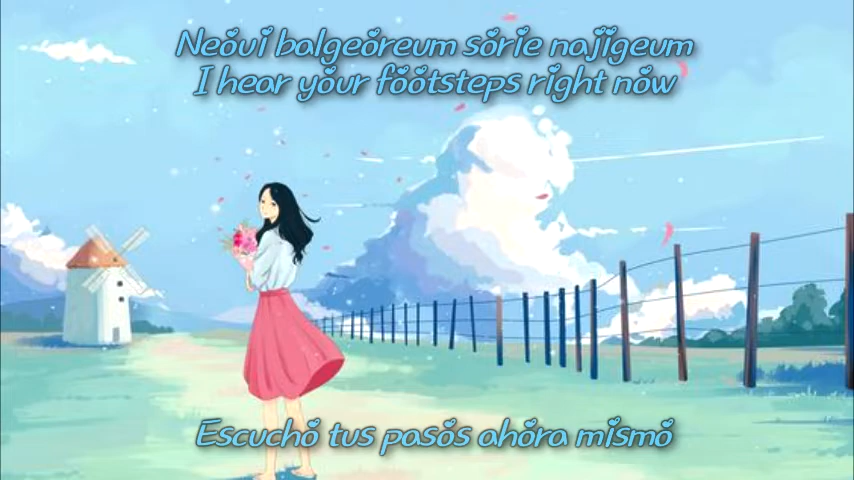 Neoui balgeoreum sorie najigeum
I hear your footsteps right now
Escucho tus pasos ahora mismo